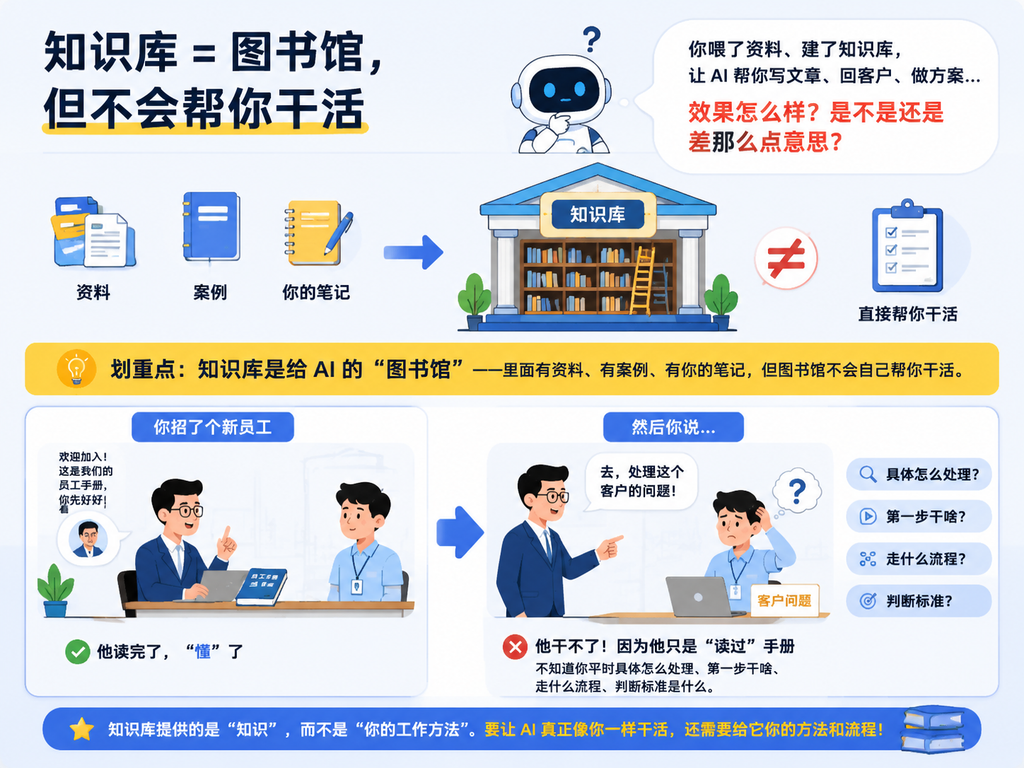 知识库 = 图书馆，
但不会帮你干活
?
你喂了资料、建了知识库，
让 AI 帮你写文章、回客户、做方案...
效果怎么样？是不是还是
差那么点意思？
资料
案例
你的笔记
知识库
≠
直接帮你干活
划重点：知识库是给 AI 的“图书馆”——里面有资料、有案例、有你的笔记，但图书馆不会自己帮你干活。
你招了个新员工
欢迎加入！
这是我们的
员工手册，
你先好好！
看
他读完了，“懂”了
然后你说...
去，处理这个
客户的问题！
?
客户问题
具体怎么处理？
第一步干啥？
走什么流程？
判断标准？
他干不了！因为他只是“读过”手册
不知道你平时具体怎么处理、第一步干啥、
走什么流程、判断标准是什么。
知识库提供的是“知识”，而不是“你的工作方法”。要让 AI 真正像你一样干活，还需要给它你的方法和流程！